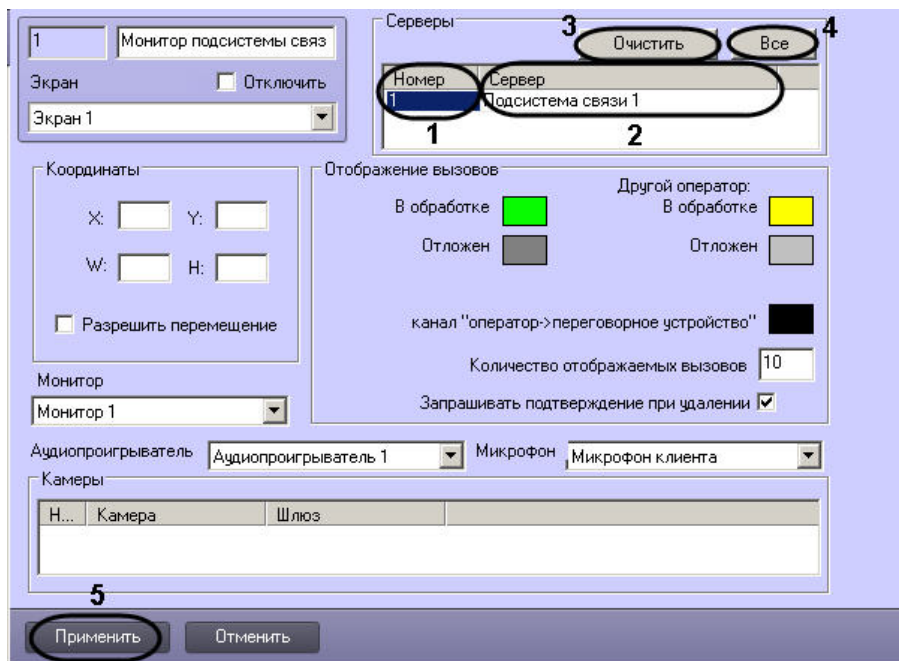 Серверы
1 Монитор подсистемы связ
3 Очистить 4 Все
Экран Отключить
Номер Сервер
1 Подсистема связи 1
Экран 1
1 2
Координаты
Отображение вызовов
Другой оператор:
X: Y:
В обработке В обработке
W: H:
Отложен Отложен
Разрешить перемещение
канал "оператор->переговорное устройство"
Количество отображаемых вызовов 10
Монитор
Монитор 1
Запрашивать подтверждение при удалении
Аудиопроигрыватель Аудиопроигрыватель 1 Микрофон Микрофон клиента
Камеры
Н... Камера Шлюз
5
Применить Отменить